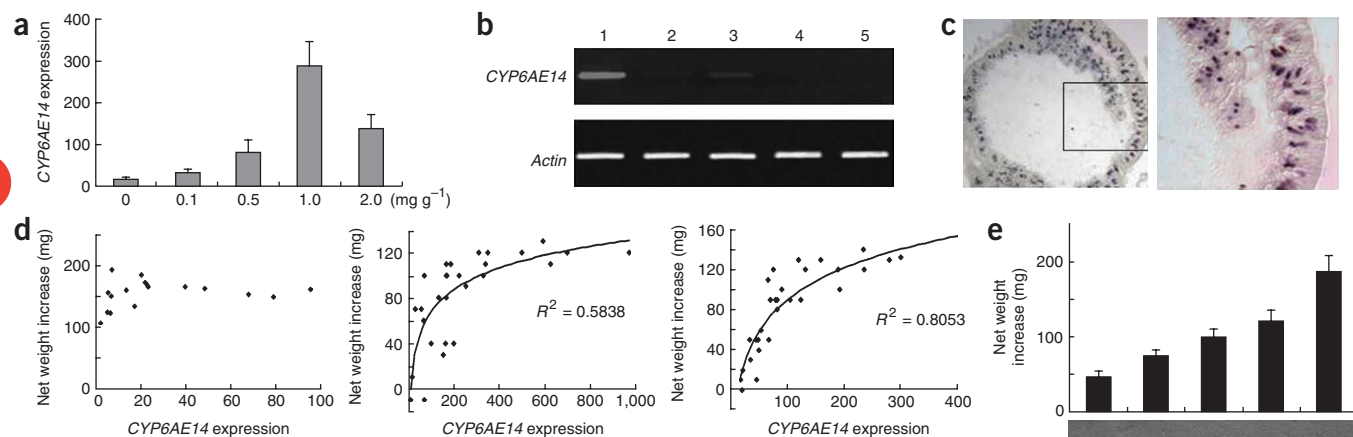 a
CYP6AE14 expression
400
300
200
100
0
0 0.1 0.5 1.0 2.0 (mg g–1)
b
1 2 3 4 5
CYP6AE14
Actin
c
d
Net weight increase (mg)
200
100
0
0 20 40 60 80 100
CYP6AE14 expression
Net weight increase (mg)
120
80
40
0
R2 = 0.5838
200 400 600 800 1,000
CYP6AE14 expression
Net weight increase (mg)
160
120
80
40
0
R2 = 0.8053
100 200 300 400
CYP6AE14 expression
e
Net weight
increase (mg)
200
100
0